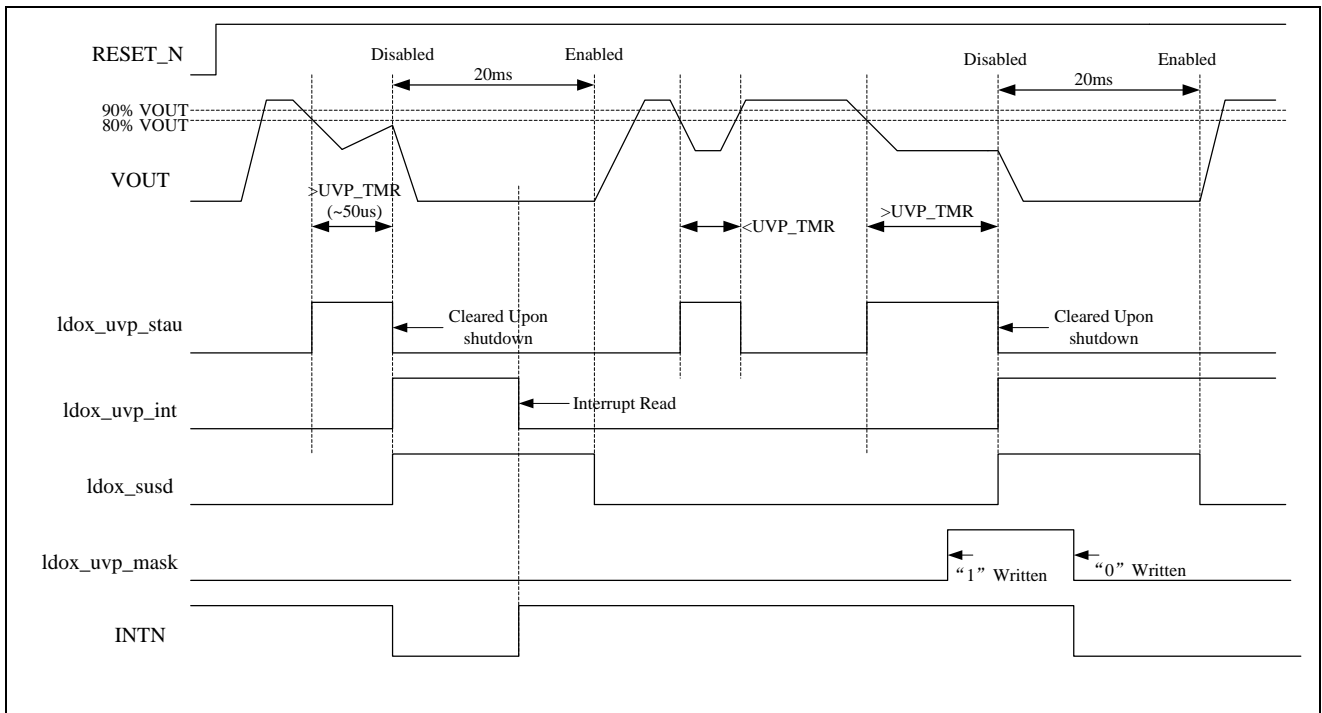 RESET_N
Disabled
Enabled
Disabled
Enabled
20ms
20ms
90% VOUT
80% VOUT
VOUT
>UVP_TMR
(~50us)
<UVP_TMR
>UVP_TMR
ldox_uvp_stau
Cleared Upon
shutdown
Cleared Upon
shutdown
ldox_uvp_int
Interrupt Read
ldox_susd
ldox_uvp_mask
“1” Written
“0” Written
INTN